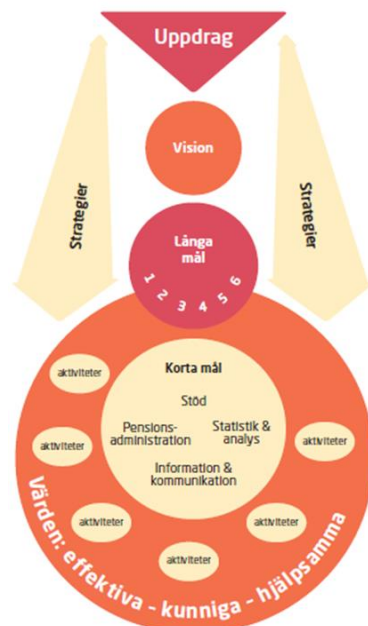 Uppdrag
Vision
Strategier
Strategier
Långa
mål
1 2 3 4 5 6
Korta mål
Stöd
Pensions-
administration
Statistik &
analys
Information &
kommunikation
aktiviteter
aktiviteter
aktiviteter
aktiviteter
aktiviteter
aktiviteter
Värden: effektiva - kunniga - hjälpsamma